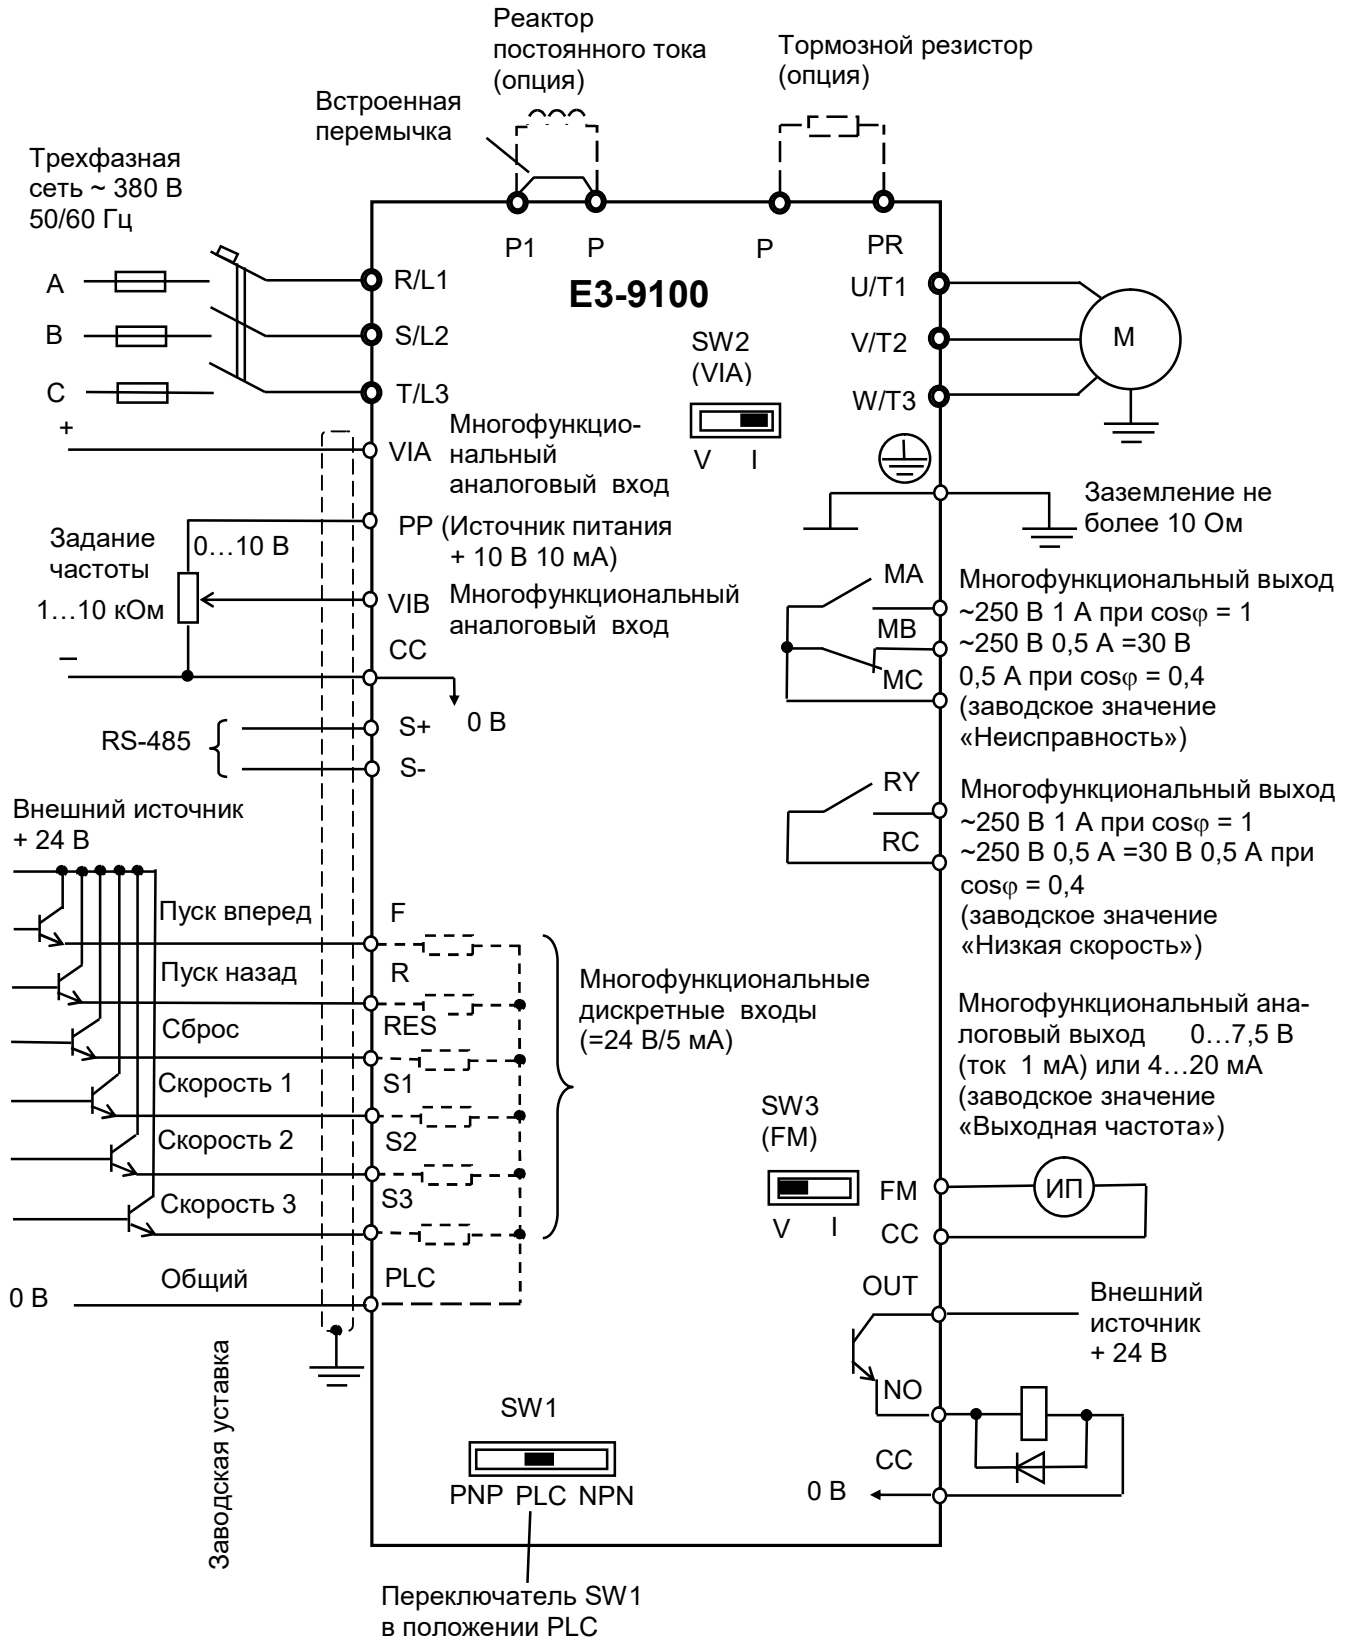 Реактор
постоянного тока
(опция)
Тормозной резистор
(опция)
Встроенная
перемычка
Трехфазная
сеть ~ 380 В
50/60 Гц
P1
P
P
PR
E3-9100
A
R/L1
B
S/L2
C
T/L3
U/T1
V/T2
W/T3
M
SW2
(VIA)
V
I
+
VIA
Многофункцио-
нальный
аналоговый вход
Задание
частоты
1…10 кОм
0…10 В
PP (Источник питания
+ 10 В 10 мА)
VIB
Многофункциональный
аналоговый вход
–
CC
0 В
RS-485
S+
S-
Заземление не
более 10 Ом
MA
MB
MC
Многофункциональный выход
~250 В 1 А при cosφ = 1
~250 В 0,5 А =30 В
0,5 А при cosφ = 0,4
(заводское значение
«Неисправность»)
RY
RC
Многофункциональный выход
~250 В 1 А при cosφ = 1
~250 В 0,5 А =30 В 0,5 А при
cosφ = 0,4
(заводское значение
«Низкая скорость»)
Внешний источник
+ 24 В
Пуск вперед
F
Пуск назад
R
Сброс
RES
Скорость 1
S1
Скорость 2
S2
Скорость 3
S3
Общий
PLC
0 В
Многофункциональные
дискретные входы
(=24 В/5 мА)
Многофункциональный ана-
логовый выход 0…7,5 В
(ток 1 мА) или 4…20 мА
(заводское значение
«Выходная частота»)
SW3
(FM)
V
I
FM
ИП
CC
OUT
Внешний
источник
+ 24 В
NO
CC
0 В
Заводская уставка
SW1
PNP PLC NPN
Переключатель SW1
в положении PLC